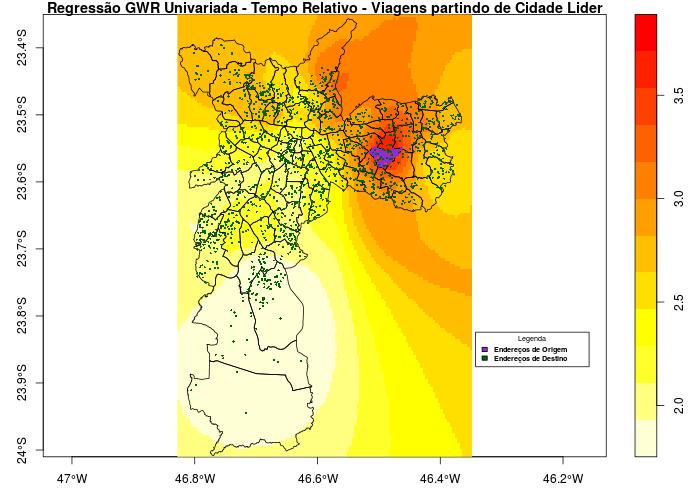 Regressão GWR Univariada - Tempo Relativo - Viagens partindo de Cidade Lider
23.4°S
23.5°S
23.6°S
23.7°S
23.8°S
23.9°S
24°S
47°W
46.8°W
46.6°W
46.4°W
46.2°W
Legenda
Endereços de Origem
Endereços de Destino
3.5
3.0
2.5
2.0